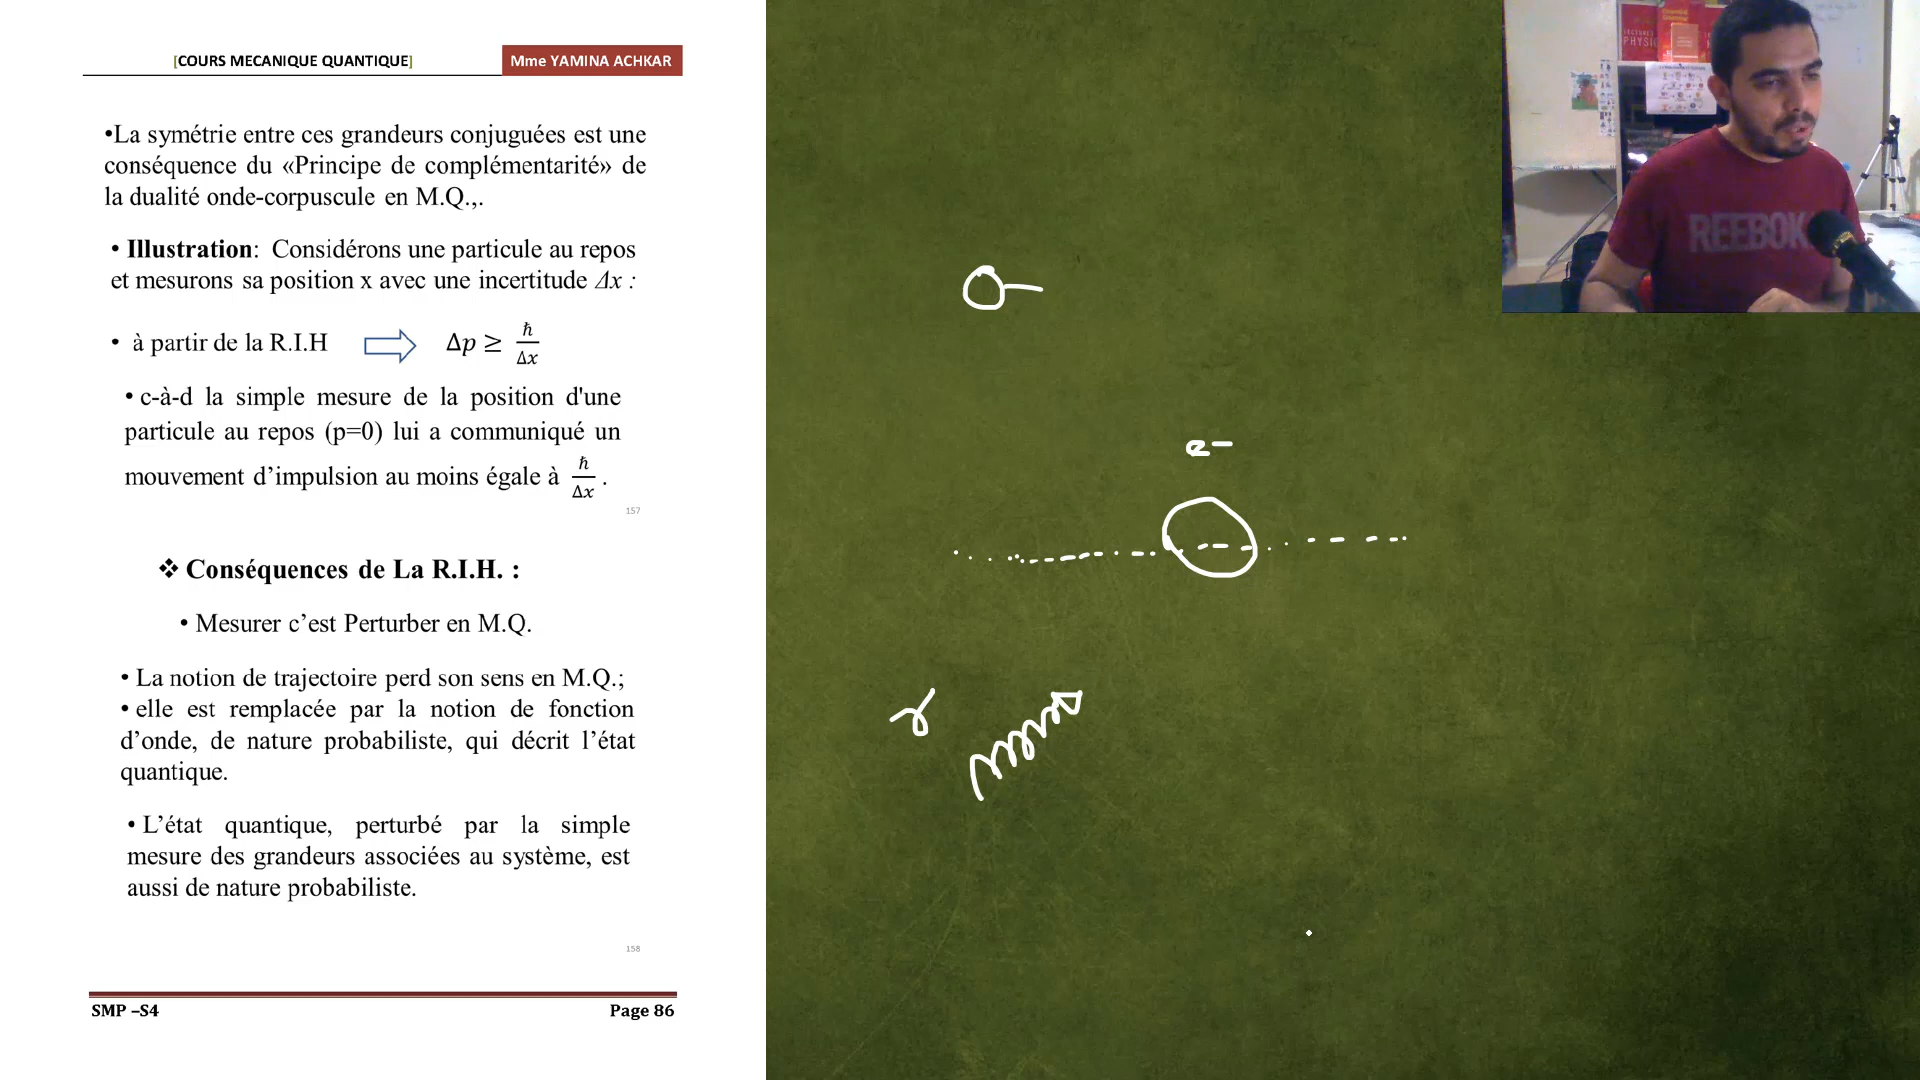 [COURS MECANIQUE QUANTIQUE]
Mme YAMINA ACHKAR
•La symétrie entre ces grandeurs conjuguées est une
conséquence du «Principe de complémentarité» de
la dualité onde-corpuscule en M.Q.,.
• Illustration: Considérons une particule au repos
et mesurons sa position x avec une incertitude Δx :
• à partir de la R.I.H ⇨ Δp ≥ ℏ/Δx
• c-à-d la simple mesure de la position d'une
particule au repos (p=0) lui a communiqué un
mouvement d’impulsion au moins égale à ℏ/Δx .
157
❖ Conséquences de La R.I.H. :
• Mesurer c’est Perturber en M.Q.
• La notion de trajectoire perd son sens en M.Q.;
• elle est remplacée par la notion de fonction
d’onde, de nature probabiliste, qui décrit l’état
quantique.
• L’état quantique, perturbé par la simple
mesure des grandeurs associées au système, est
aussi de nature probabiliste.
158
SMP –S4
Page 86
e-
γ
REEBOK